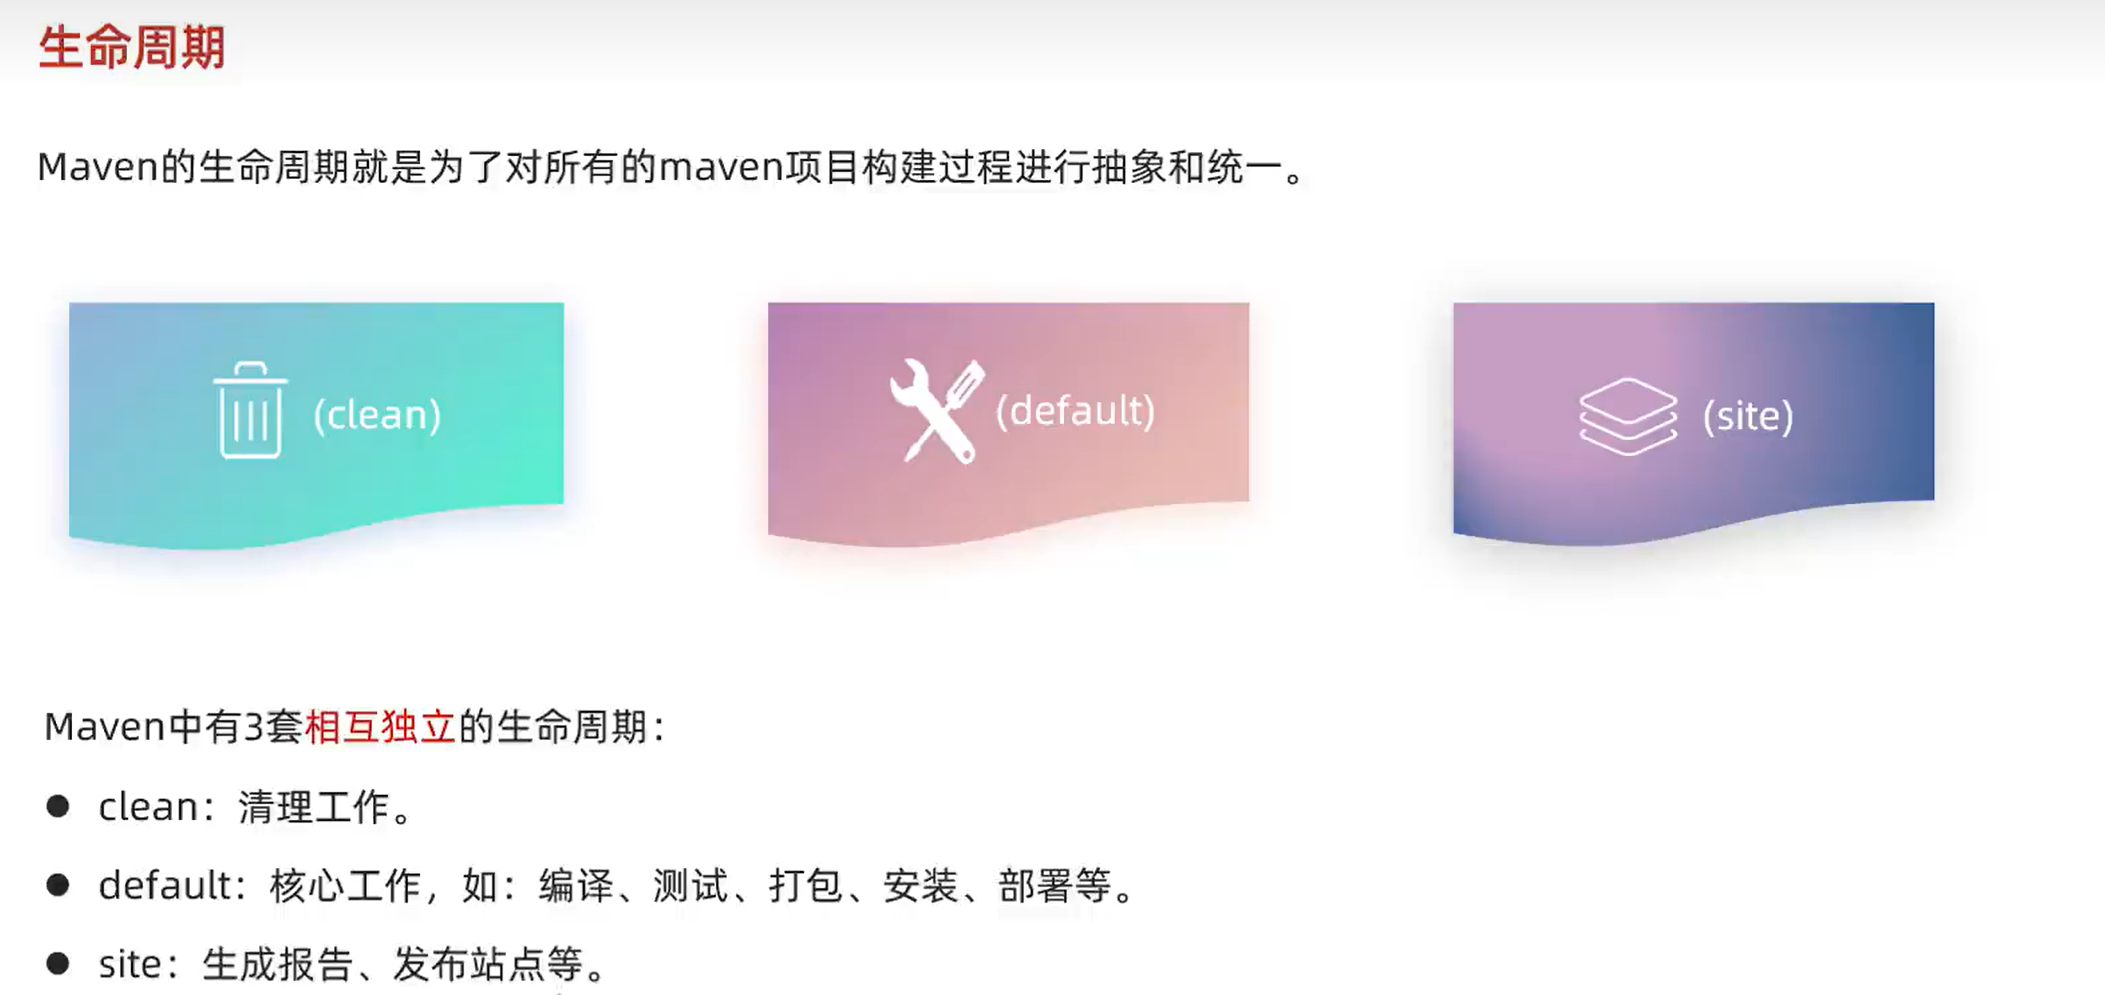 生命周期
Maven的生命周期就是为了对所有的maven项目构建过程进行抽象和统一。
(clean)
(default)
(site)
Maven中有3套相互独立的生命周期：
● clean：清理工作。
● default：核心工作，如：编译、测试、打包、安装、部署等。
● site：生成报告、发布站点等。